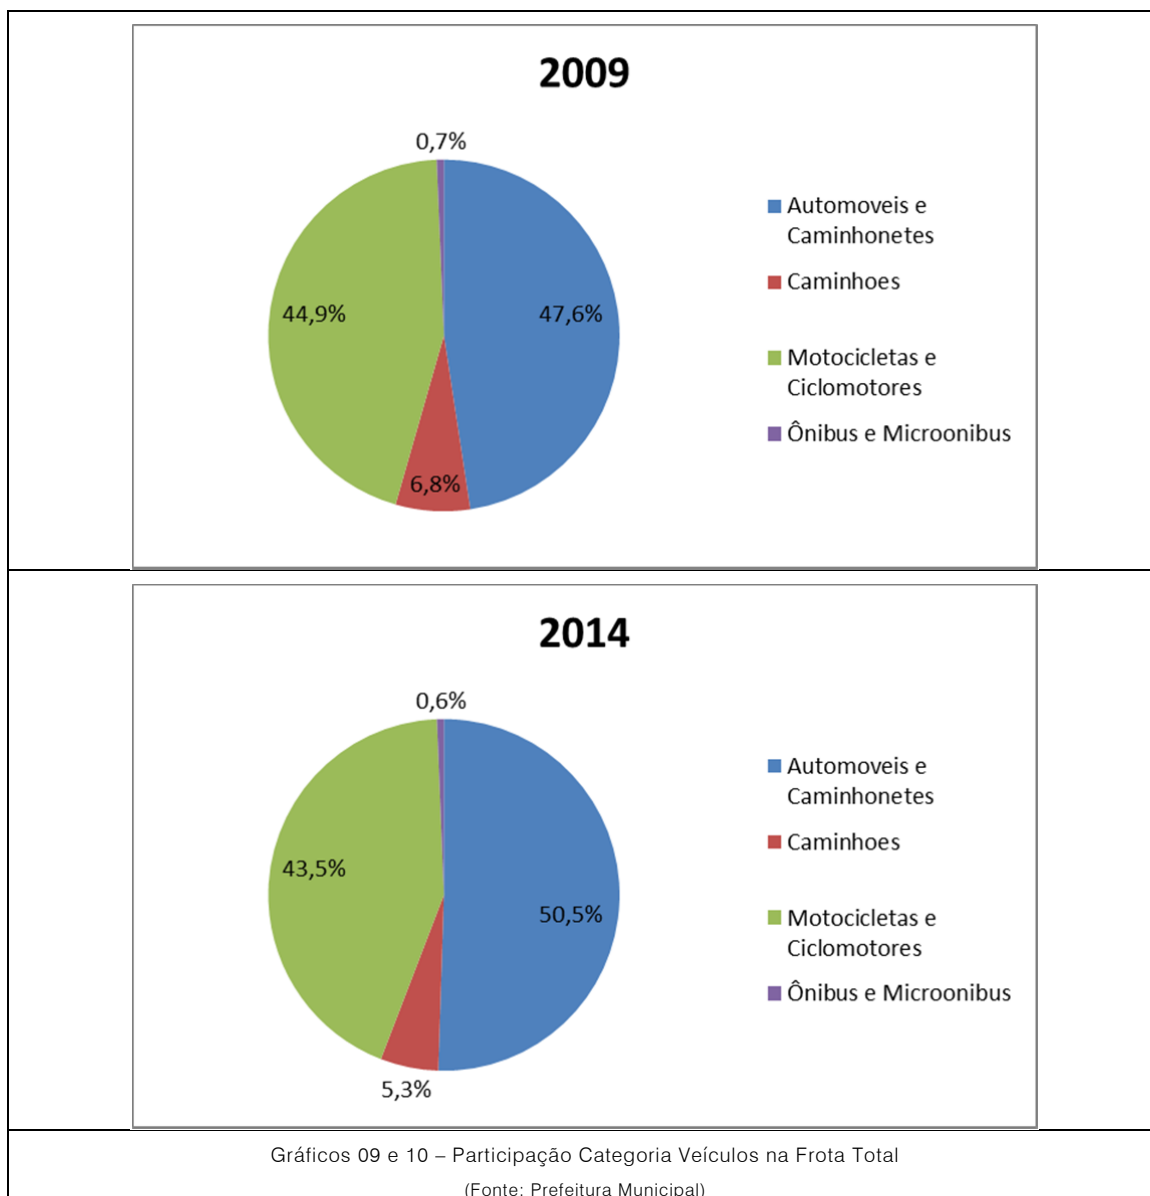 2009
0,7%
44,9%
47,6%
6,8%
Automoveis e
Caminhonetes
Caminhoes
Motocicletas e
Ciclomotores
Ônibus e Microonibus
2014
0,6%
43,5%
50,5%
5,3%
Automoveis e
Caminhonetes
Caminhoes
Motocicletas e
Ciclomotores
Ônibus e Microonibus
Gráficos 09 e 10 – Participação Categoria Veículos na Frota Total
(Fonte: Prefeitura Municipal)